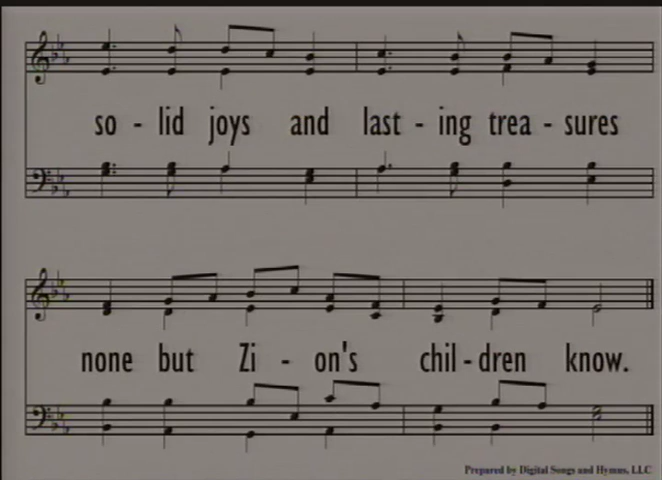 so - lid joys and last - ing trea - sures
none but Zi - on's chil - dren know.
Prepared by Digital Songs and Hymns, LLC